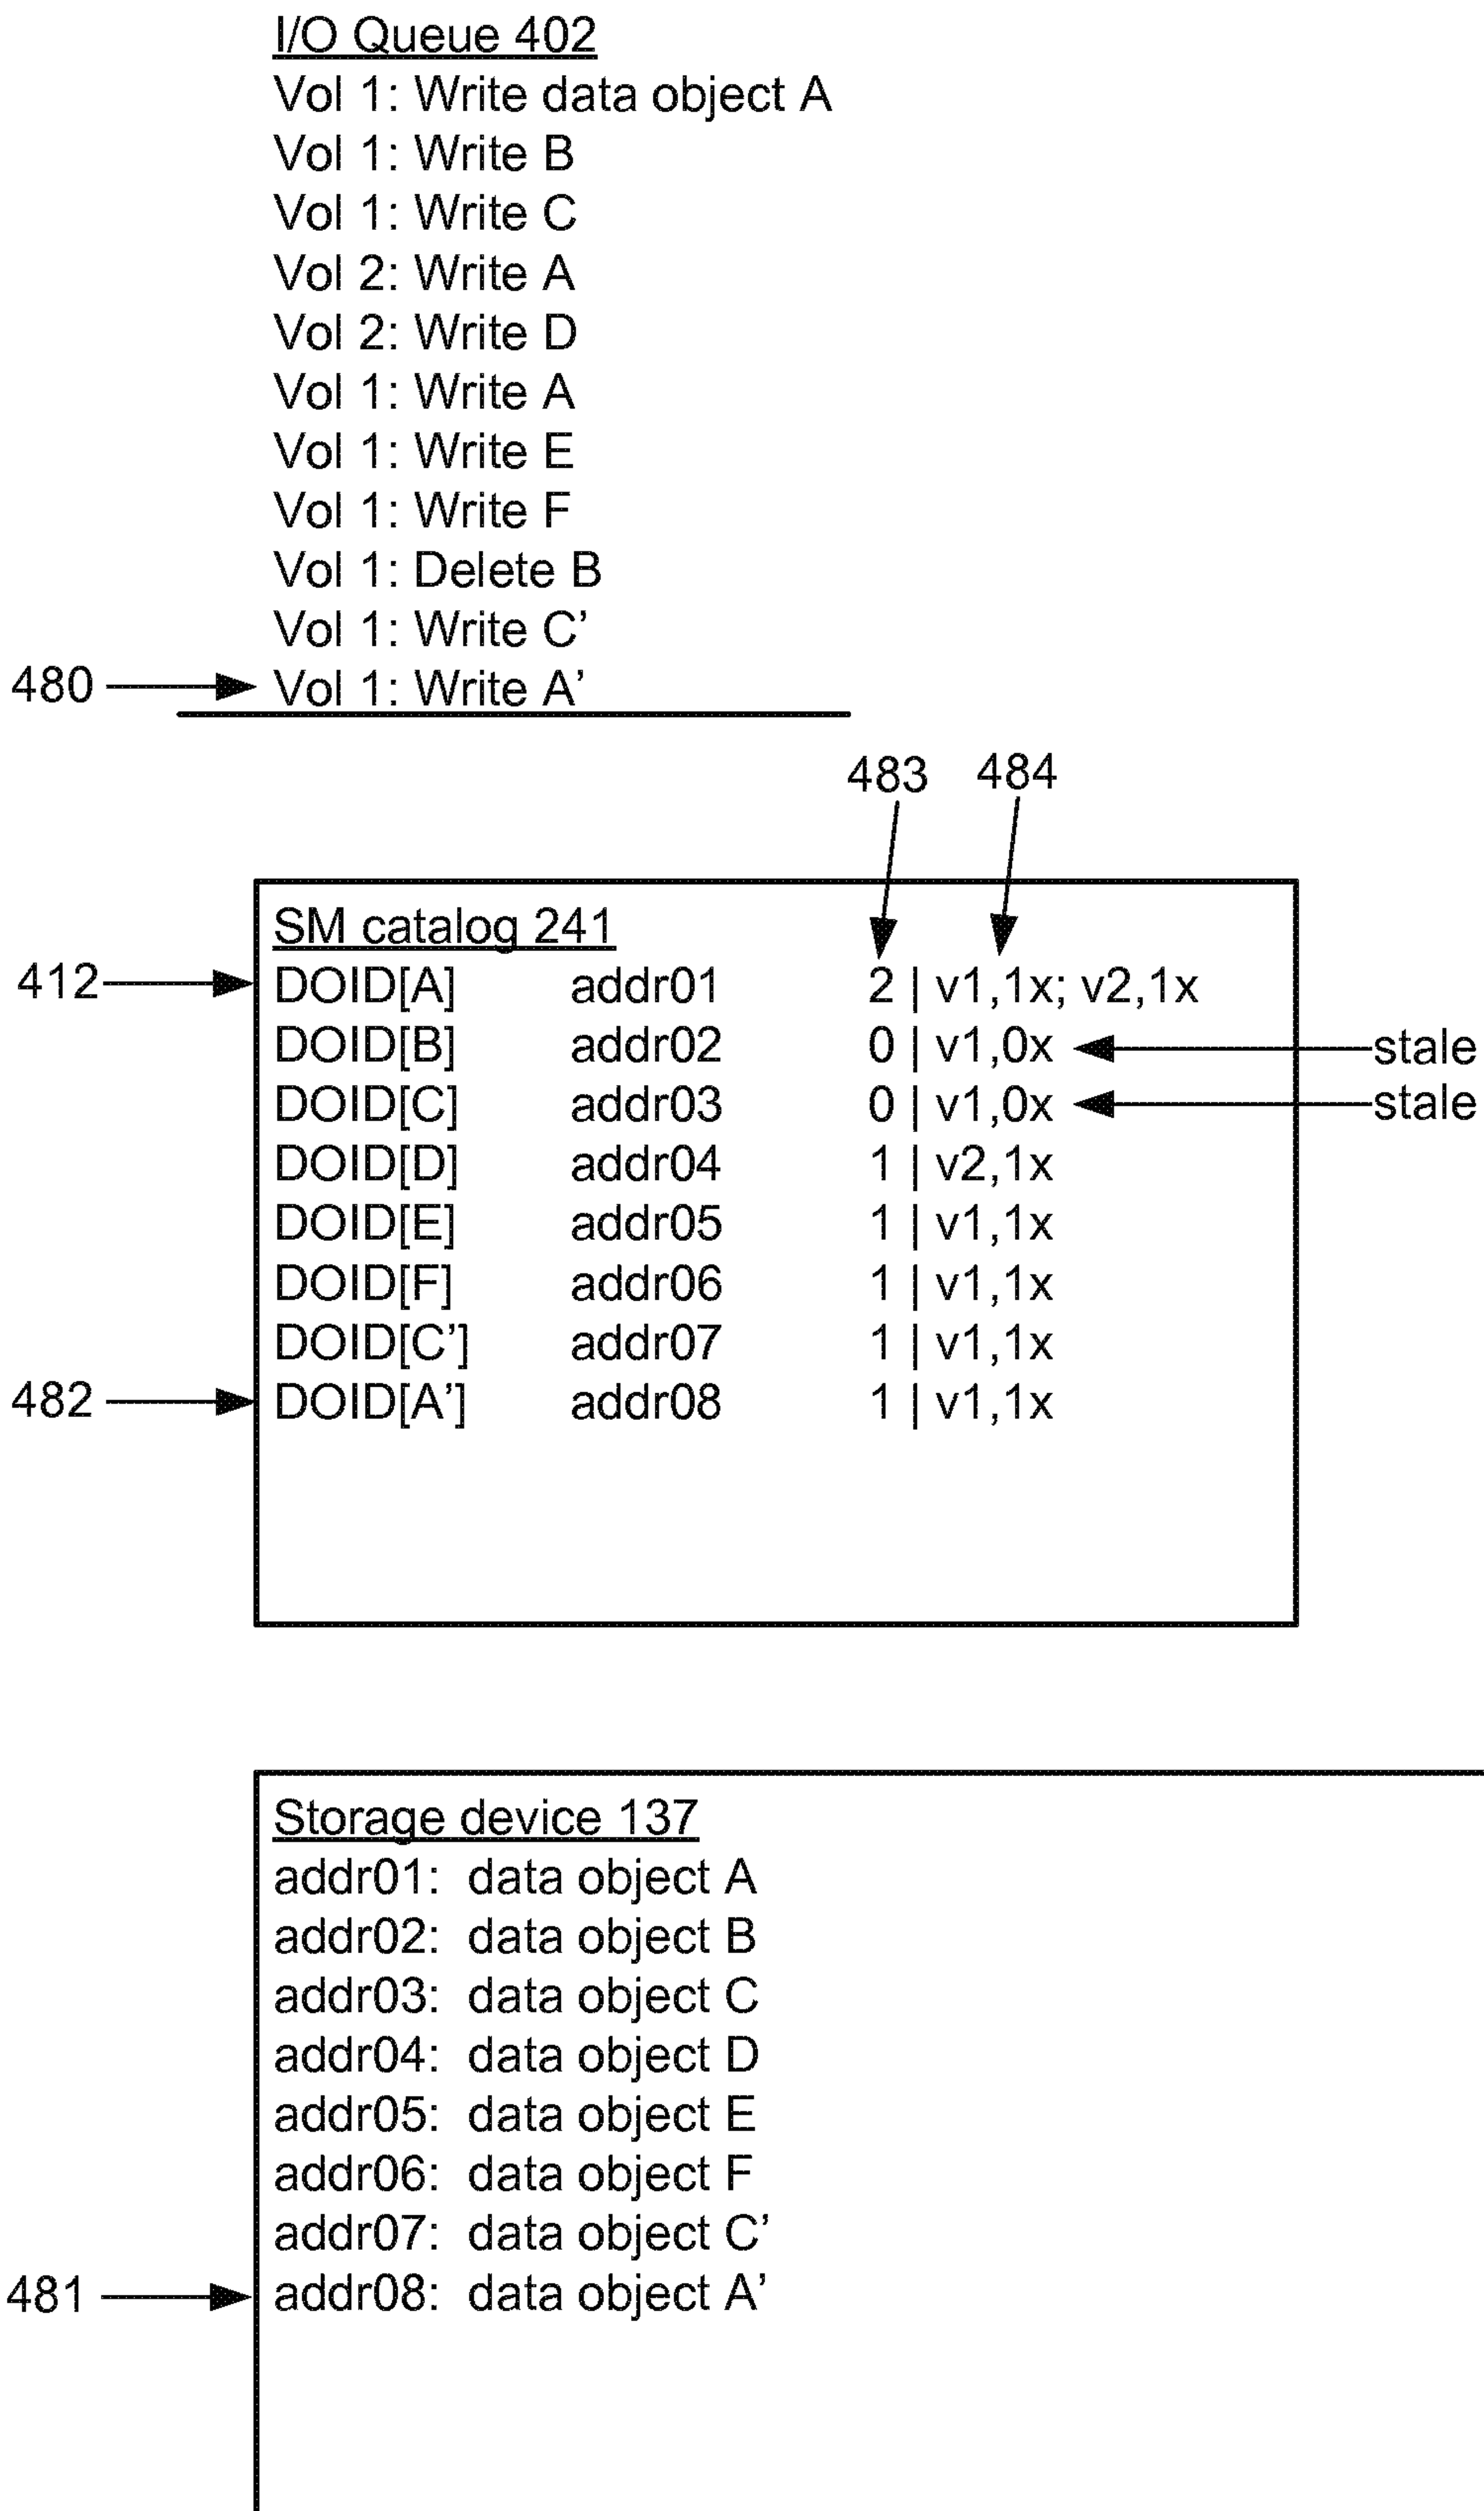 I/O Queue 402
Vol 1: Write data object A
Vol 1: Write B
Vol 1: Write C
Vol 2: Write A
Vol 2: Write D
Vol 1: Write A
Vol 1: Write E
Vol 1: Write F
Vol 1: Delete B
Vol 1: Write C’
480 Vol 1: Write A’
483 484
SM catalog 241
412 DOID[A] addr01 2 | v1,1x; v2,1x
DOID[B] addr02 0 | v1,0x stale
DOID[C] addr03 0 | v1,0x stale
DOID[D] addr04 1 | v2,1x
DOID[E] addr05 1 | v1,1x
DOID[F] addr06 1 | v1,1x
DOID[C’] addr07 1 | v1,1x
482 DOID[A’] addr08 1 | v1,1x
Storage device 137
addr01: data object A
addr02: data object B
addr03: data object C
addr04: data object D
addr05: data object E
addr06: data object F
addr07: data object C’
481 addr08: data object A’